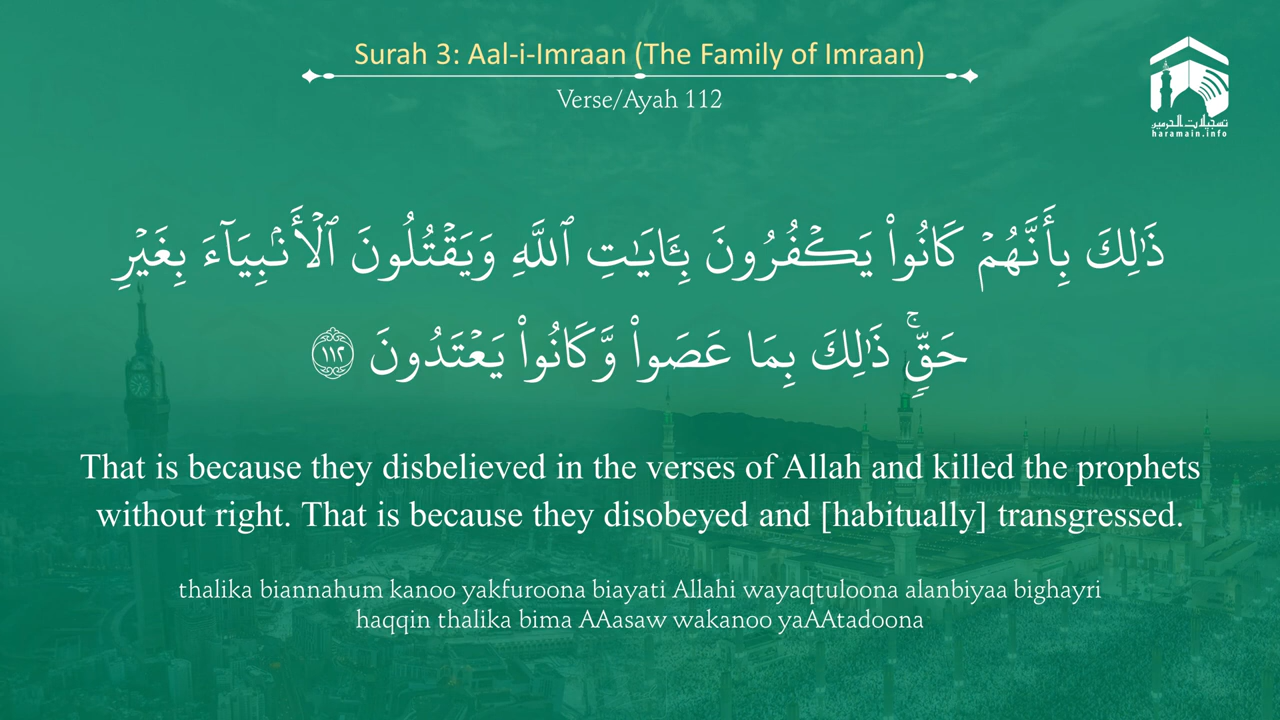 Surah 3: Aal-i-Imraan (The Family of Imraan)
Verse/Ayah 112
تسجيلات الحرمين
haramain.info
ذَٰلِكَ بِأَنَّهُمۡ كَانُواْ يَكۡفُرُونَ بِـَٔايَٰتِ ٱللَّهِ وَيَقۡتُلُونَ ٱلۡأَنۢبِيَآءَ بِغَيۡرِ
حَقّٖۚ ذَٰلِكَ بِمَا عَصَواْ وَّكَانُواْ يَعۡتَدُونَ ١١٢
That is because they disbelieved in the verses of Allah and killed the prophets
without right. That is because they disobeyed and [habitually] transgressed.
thalika biannahum kanoo yakfuroona biayati Allahi wayaqtuloona alanbiyaa bighayri
haqqin thalika bima AAasaw wakanoo yaAAtadoona